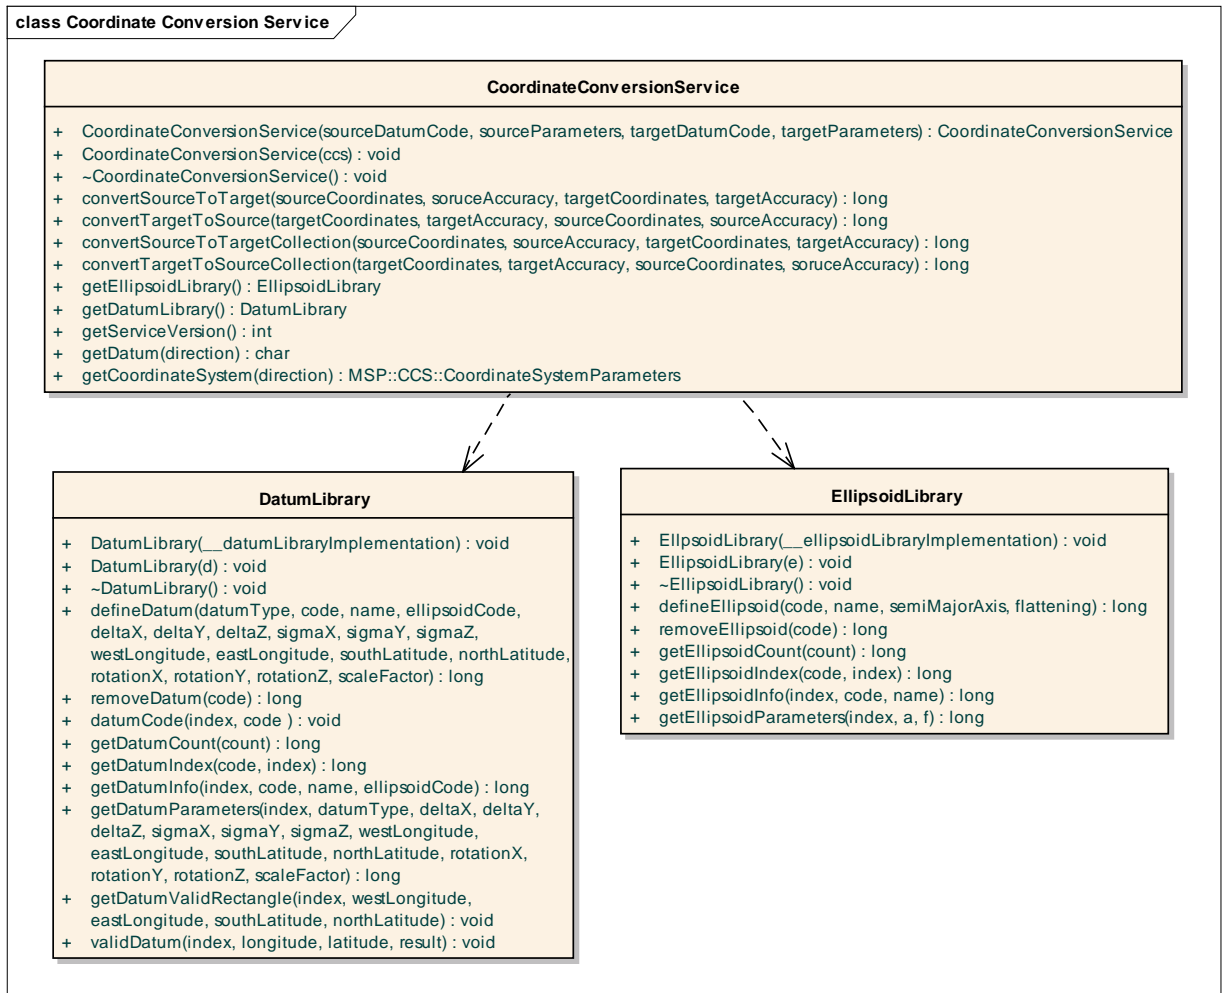 class Coordinate Conversion Service
CoordinateConversionService
+ CoordinateConversionService(sourceDatumCode, sourceParameters, targetDatumCode, targetParameters) : CoordinateConversionService
+ CoordinateConversionService(ccs) : void
+ ~CoordinateConversionService() : void
+ convertSourceToTarget(sourceCoordinates, soruceAccuracy, targetCoordinates, targetAccuracy) : long
+ convertTargetToSource(targetCoordinates, targetAccuracy, sourceCoordinates, sourceAccuracy) : long
+ convertSourceToTargetCollection(sourceCoordinates, sourceAccuracy, targetCoordinates, targetAccuracy) : long
+ convertTargetToSourceCollection(targetCoordinates, targetAccuracy, sourceCoordinates, soruceAccuracy) : long
+ getEllipsoidLibrary() : EllipsoidLibrary
+ getDatumLibrary() : DatumLibrary
+ getServiceVersion() : int
+ getDatum(direction) : char
+ getCoordinateSystem(direction) : MSP::CCS::CoordinateSystemParameters
DatumLibrary
+ DatumLibrary(__datumLibraryImplementation) : void
+ DatumLibrary(d) : void
+ ~DatumLibrary() : void
+ defineDatum(datumType, code, name, ellipsoidCode,
deltaX, deltaY, deltaZ, sigmaX, sigmaY, sigmaZ,
westLongitude, eastLongitude, southLatitude, northLatitude,
rotationX, rotationY, rotationZ, scaleFactor) : long
+ removeDatum(code) : long
+ datumCode(index, code ) : void
+ getDatumCount(count) : long
+ getDatumIndex(code, index) : long
+ getDatumInfo(index, code, name, ellipsoidCode) : long
+ getDatumParameters(index, datumType, deltaX, deltaY,
deltaZ, sigmaX, sigmaY, sigmaZ, westLongitude,
eastLongitude, southLatitude, northLatitude, rotationX,
rotationY, rotationZ, scaleFactor) : long
+ getDatumValidRectangle(index, westLongitude,
eastLongitude, southLatitude, northLatitude) : void
+ validDatum(index, longitude, latitude, result) : void
EllipsoidLibrary
+ EllpsoidLibrary(__ellipsoidLibraryImplementation) : void
+ EllipsoidLibrary(e) : void
+ ~EllipsoidLibrary() : void
+ defineEllipsoid(code, name, semiMajorAxis, flattening) : long
+ removeEllipsoid(code) : long
+ getEllipsoidCount(count) : long
+ getEllipsoidIndex(code, index) : long
+ getEllipsoidInfo(index, code, name) : long
+ getEllipsoidParameters(index, a, f) : long